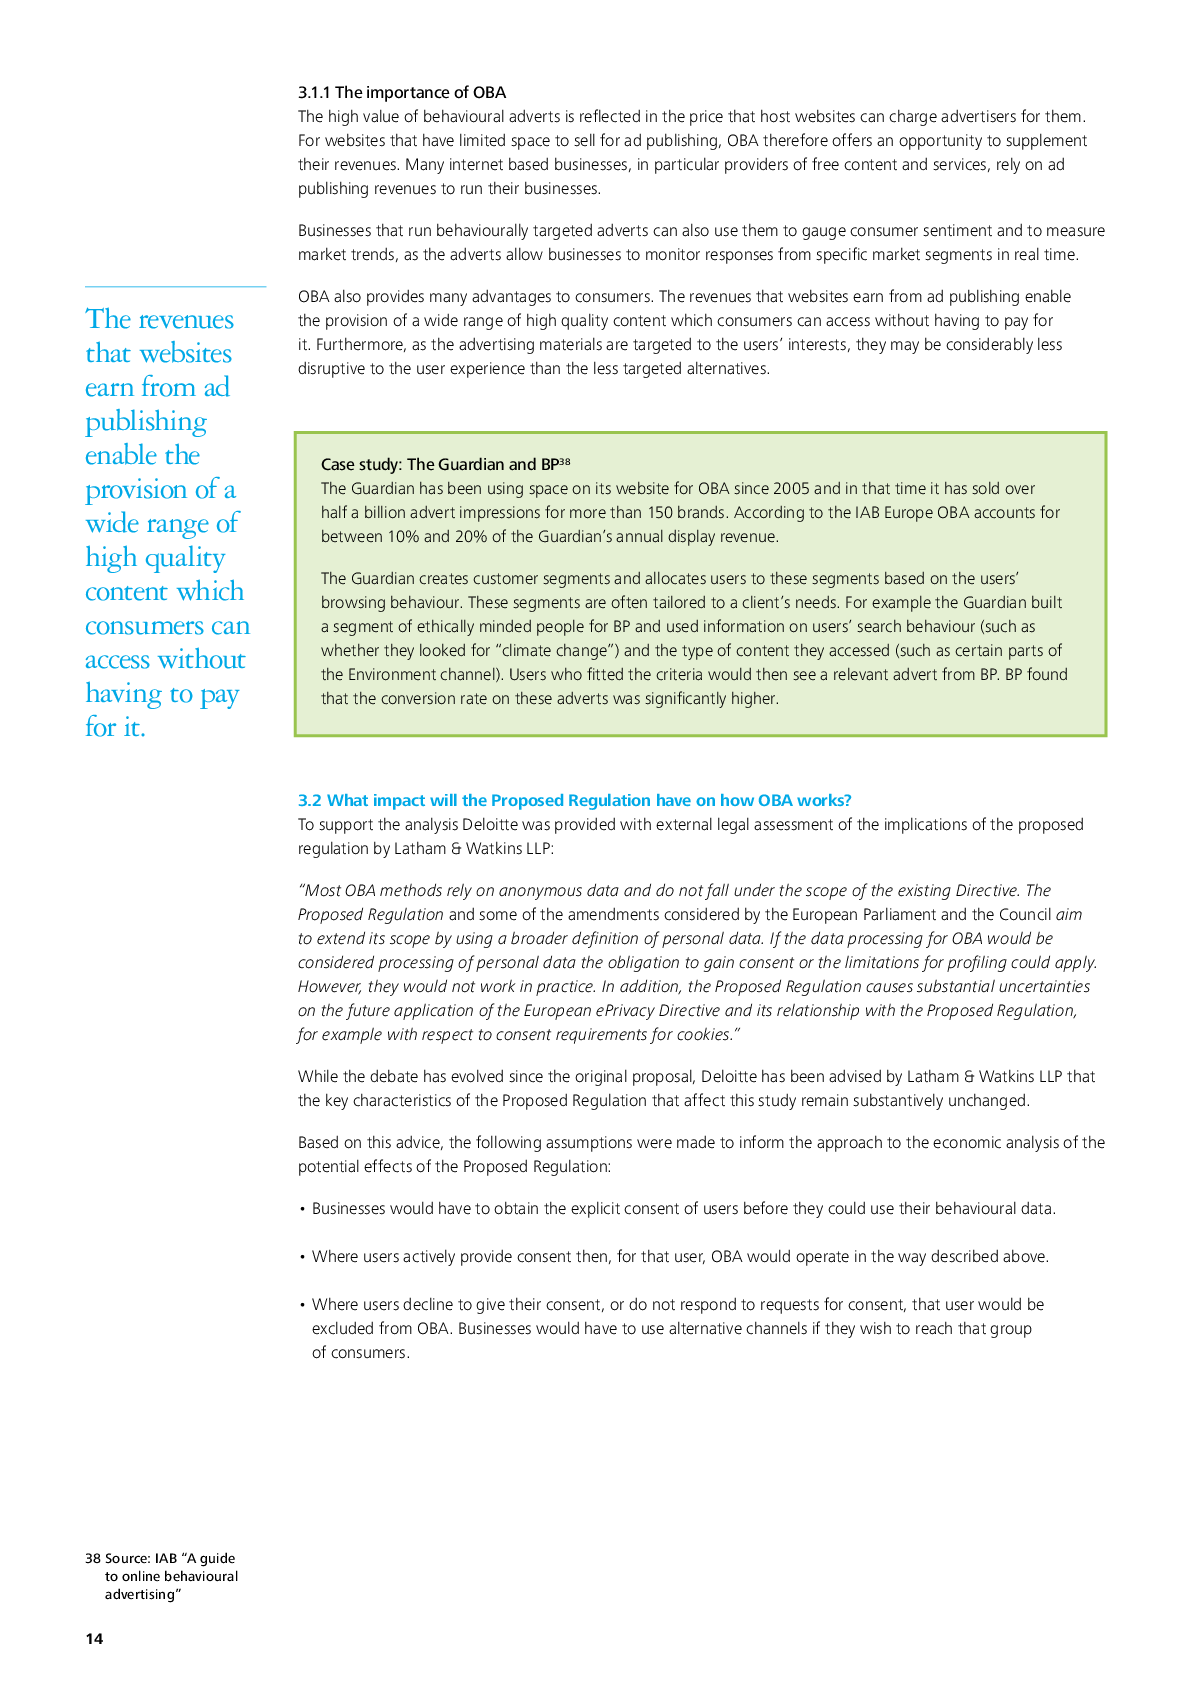 3.1.1 The importance of OBA
The high value of behavioural adverts is reflected in the price that host websites can charge advertisers for them.
For websites that have limited space to sell for ad publishing, OBA therefore offers an opportunity to supplement
their revenues. Many internet based businesses, in particular providers of free content and services, rely on ad
publishing revenues to run their businesses.
Businesses that run behaviourally targeted adverts can also use them to gauge consumer sentiment and to measure
market trends, as the adverts allow businesses to monitor responses from specific market segments in real time.
OBA also provides many advantages to consumers. The revenues that websites earn from ad publishing enable
the provision of a wide range of high quality content which consumers can access without having to pay for
it. Furthermore, as the advertising materials are targeted to the users’ interests, they may be considerably less
disruptive to the user experience than the less targeted alternatives.
The revenues
that websites
earn from ad
publishing
enable the
provision of a
wide range of
high quality
content which
consumers can
access without
having to pay
for it.
Case study: The Guardian and BP38
The Guardian has been using space on its website for OBA since 2005 and in that time it has sold over
half a billion advert impressions for more than 150 brands. According to the IAB Europe OBA accounts for
between 10% and 20% of the Guardian’s annual display revenue.
The Guardian creates customer segments and allocates users to these segments based on the users’
browsing behaviour. These segments are often tailored to a client’s needs. For example the Guardian built
a segment of ethically minded people for BP and used information on users’ search behaviour (such as
whether they looked for “climate change”) and the type of content they accessed (such as certain parts of
the Environment channel). Users who fitted the criteria would then see a relevant advert from BP. BP found
that the conversion rate on these adverts was significantly higher.
3.2 What impact will the Proposed Regulation have on how OBA works?
To support the analysis Deloitte was provided with external legal assessment of the implications of the proposed
regulation by Latham & Watkins LLP:
“Most OBA methods rely on anonymous data and do not fall under the scope of the existing Directive. The
Proposed Regulation and some of the amendments considered by the European Parliament and the Council aim
to extend its scope by using a broader definition of personal data. If the data processing for OBA would be
considered processing of personal data the obligation to gain consent or the limitations for profiling could apply.
However, they would not work in practice. In addition, the Proposed Regulation causes substantial uncertainties
on the future application of the European ePrivacy Directive and its relationship with the Proposed Regulation,
for example with respect to consent requirements for cookies.”
While the debate has evolved since the original proposal, Deloitte has been advised by Latham & Watkins LLP that
the key characteristics of the Proposed Regulation that affect this study remain substantively unchanged.
Based on this advice, the following assumptions were made to inform the approach to the economic analysis of the
potential effects of the Proposed Regulation:
• Businesses would have to obtain the explicit consent of users before they could use their behavioural data.
• Where users actively provide consent then, for that user, OBA would operate in the way described above.
• Where users decline to give their consent, or do not respond to requests for consent, that user would be
excluded from OBA. Businesses would have to use alternative channels if they wish to reach that group
of consumers.
38 Source: IAB “A guide
to online behavioural
advertising”
14